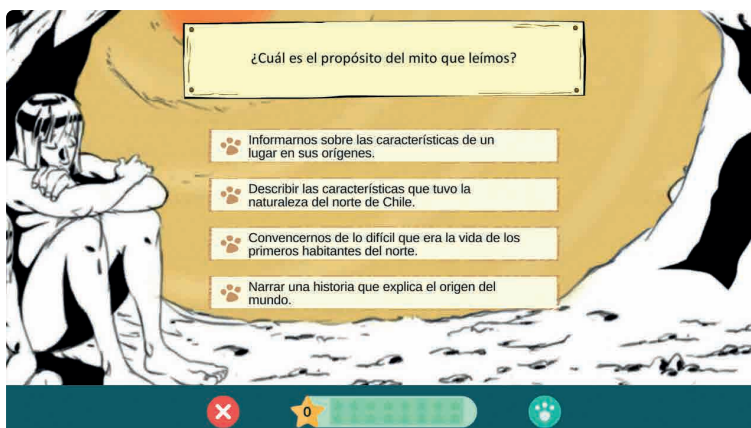 ¿Cuál es el propósito del mito que leímos?
Informarnos sobre las características de un
lugar en sus orígenes.
Describir las características que tuvo la
naturaleza del norte de Chile.
Convencernos de lo difícil que era la vida de los
primeros habitantes del norte.
Narrar una historia que explica el origen del
mundo.
0